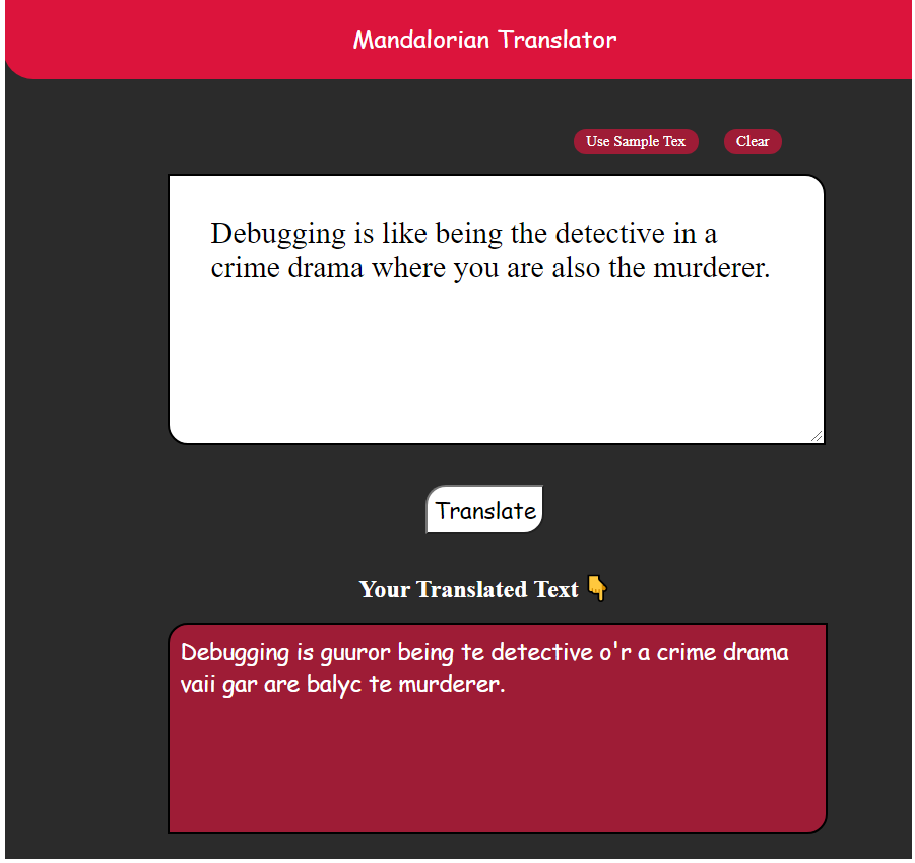 Mandalorian Translator
Use Sample Tex
Clear
Debugging is like being the detective in a
crime drama where you are also the murderer.
Translate
Your Translated Text 👇
Debugging is guuror being te detective o'r a crime drama
vaii gar are balyc te murderer.